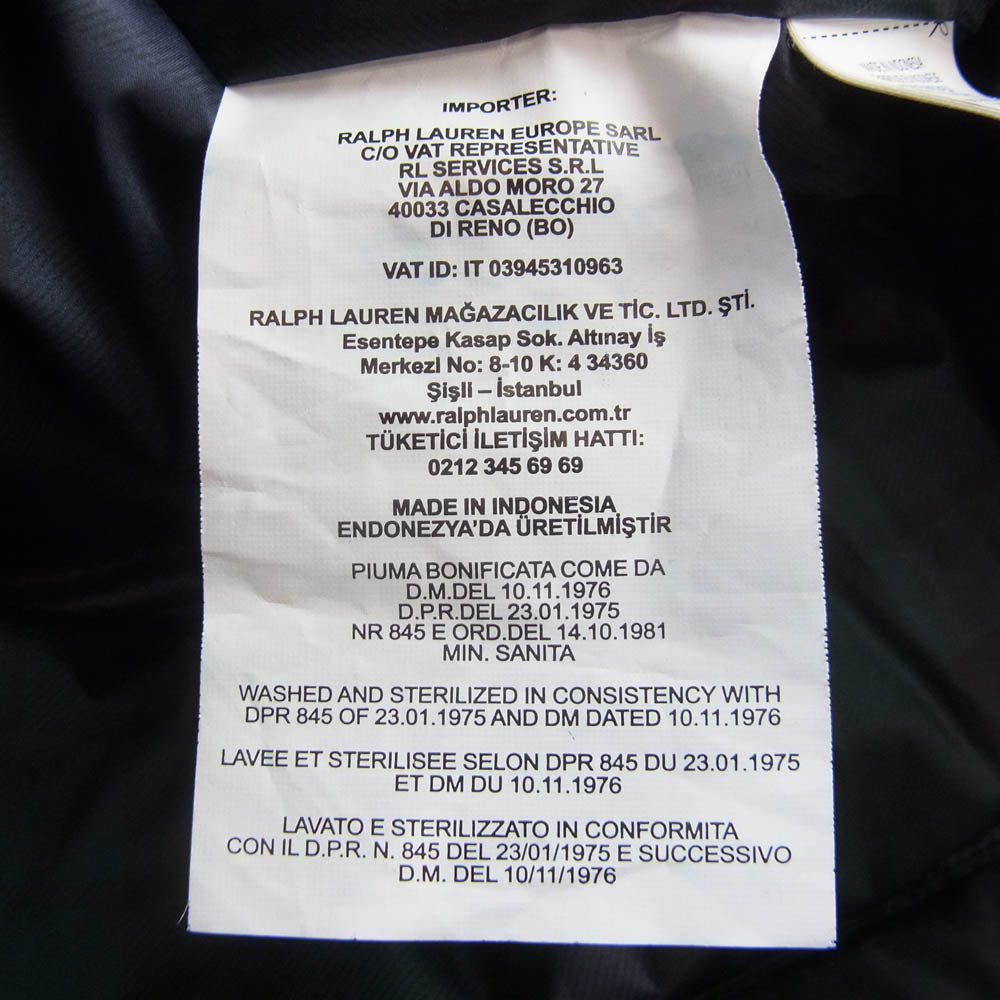 IMPORTER:
RALPH LAUREN EUROPE SARL
C/O VAT REPRESENTATIVE
RL SERVICES S.R.L
VIA ALDO MORO 27
40033 CASALECCHIO
DI RENO (BO)
VAT ID: IT 03945310963
RALPH LAUREN MAĞAZACILIK VE TİC. LTD. ŞTİ.
Esentepe Kasap Sok. Altınay İş
Merkezl No: 8-10 K: 4 34360
Şişli – İstanbul
www.ralphlauren.com.tr
TÜKETİCİ İLETİŞİM HATTI:
0212 345 69 69
MADE IN INDONESIA
ENDONEZYA'DA ÜRETİLMİŞTİR
PIUMA BONIFICATA COME DA
D.M.DEL 10.11.1976
D.P.R.DEL 23.01.1975
NR 845 E ORD.DEL 14.10.1981
MIN. SANITA
WASHED AND STERILIZED IN CONSISTENCY WITH
DPR 845 OF 23.01.1975 AND DM DATED 10.11.1976
LAVEE ET STERILISEE SELON DPR 845 DU 23.01.1975
ET DM DU 10.11.1976
LAVATO E STERILIZZATO IN CONFORMITA
CON IL D.P.R. N. 845 DEL 23/01/1975 E SUCCESSIVO
D.M. DEL 10/11/1976
MADE IN INDONESIA